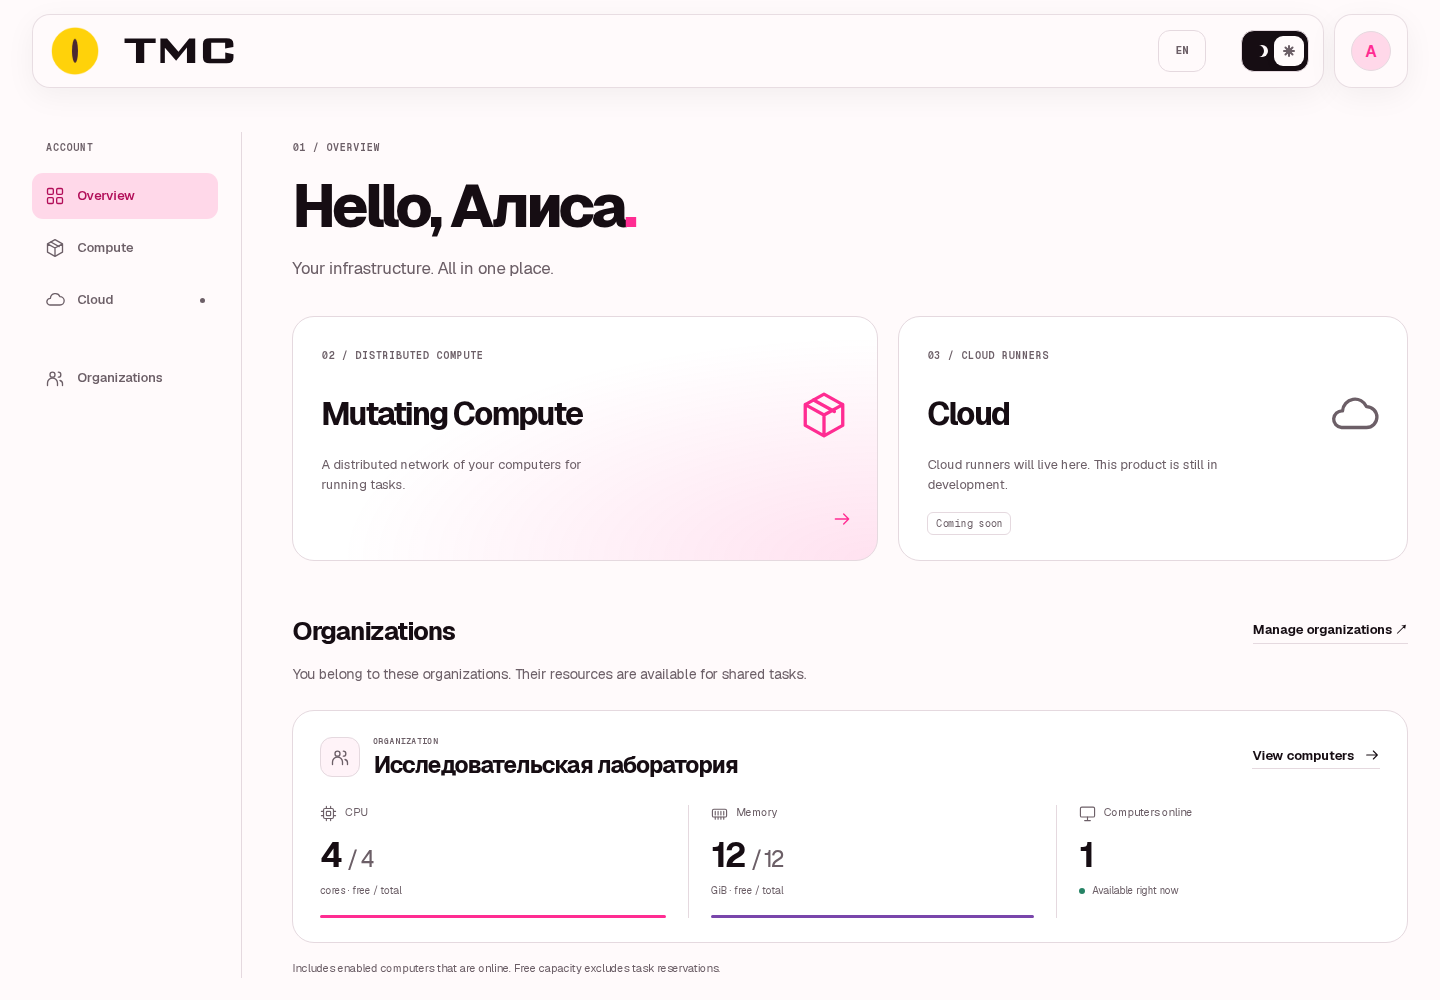 TMC
EN
A
ACCOUNT
Overview
Compute
Cloud
Organizations
01 / OVERVIEW
Hello, Алиса.
Your infrastructure. All in one place.
02 / DISTRIBUTED COMPUTE
Mutating Compute
A distributed network of your computers for
running tasks.
03 / CLOUD RUNNERS
Cloud
Cloud runners will live here. This product is still in
development.
Coming soon
Organizations
Manage organizations ↗
You belong to these organizations. Their resources are available for shared tasks.
ORGANIZATION
Исследовательская лаборатория
View computers →
CPU
4 / 4
cores · free / total
Memory
12 / 12
GiB · free / total
Computers online
1
Available right now
Includes enabled computers that are online. Free capacity excludes task reservations.